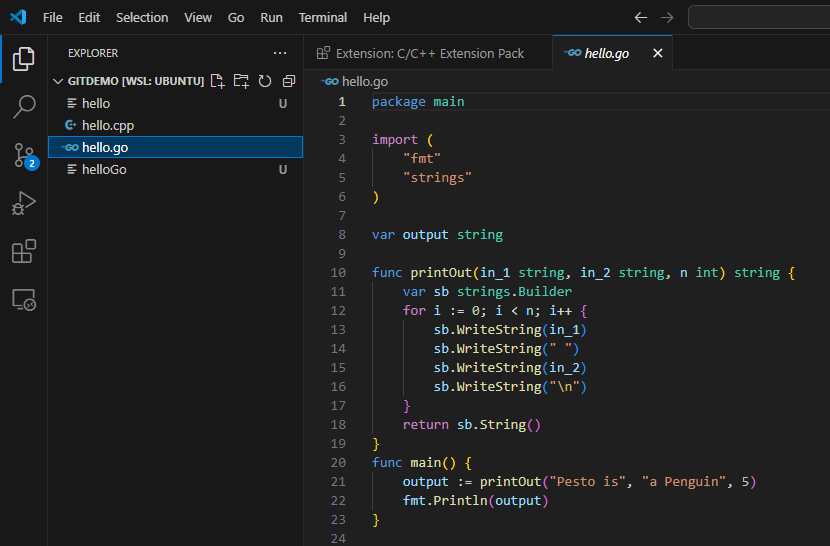 File Edit Selection View Go Run Terminal Help
EXPLORER
GITDEMO [WSL: UBUNTU]
hello U
hello.cpp
hello.go
helloGo U
2
Extension: C/C++ Extension Pack
GO hello.go
GO hello.go
1 package main
2
3 import (
4 "fmt"
5 "strings"
6 )
7
8 var output string
9
10 func printOut(in_1 string, in_2 string, n int) string {
11 var sb strings.Builder
12 for i := 0; i < n; i++ {
13 sb.WriteString(in_1)
14 sb.WriteString(" ")
15 sb.WriteString(in_2)
16 sb.WriteString("\n")
17 }
18 return sb.String()
19 }
20 func main() {
21 output := printOut("Pesto is", "a Penguin", 5)
22 fmt.Println(output)
23 }
24